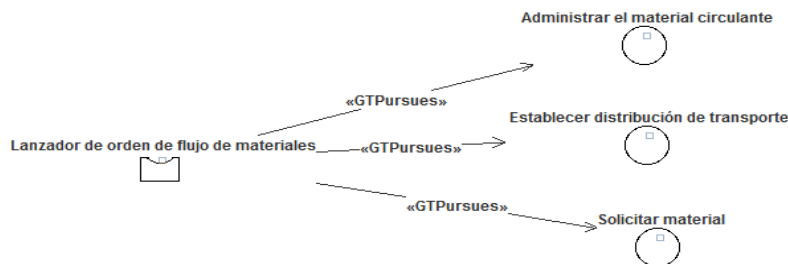 Administrar el material circulante
«GTPursues»
Establecer distribución de transporte
Lanzador de orden de flujo de materiales
«GTPursues»
«GTPursues»
Solicitar material